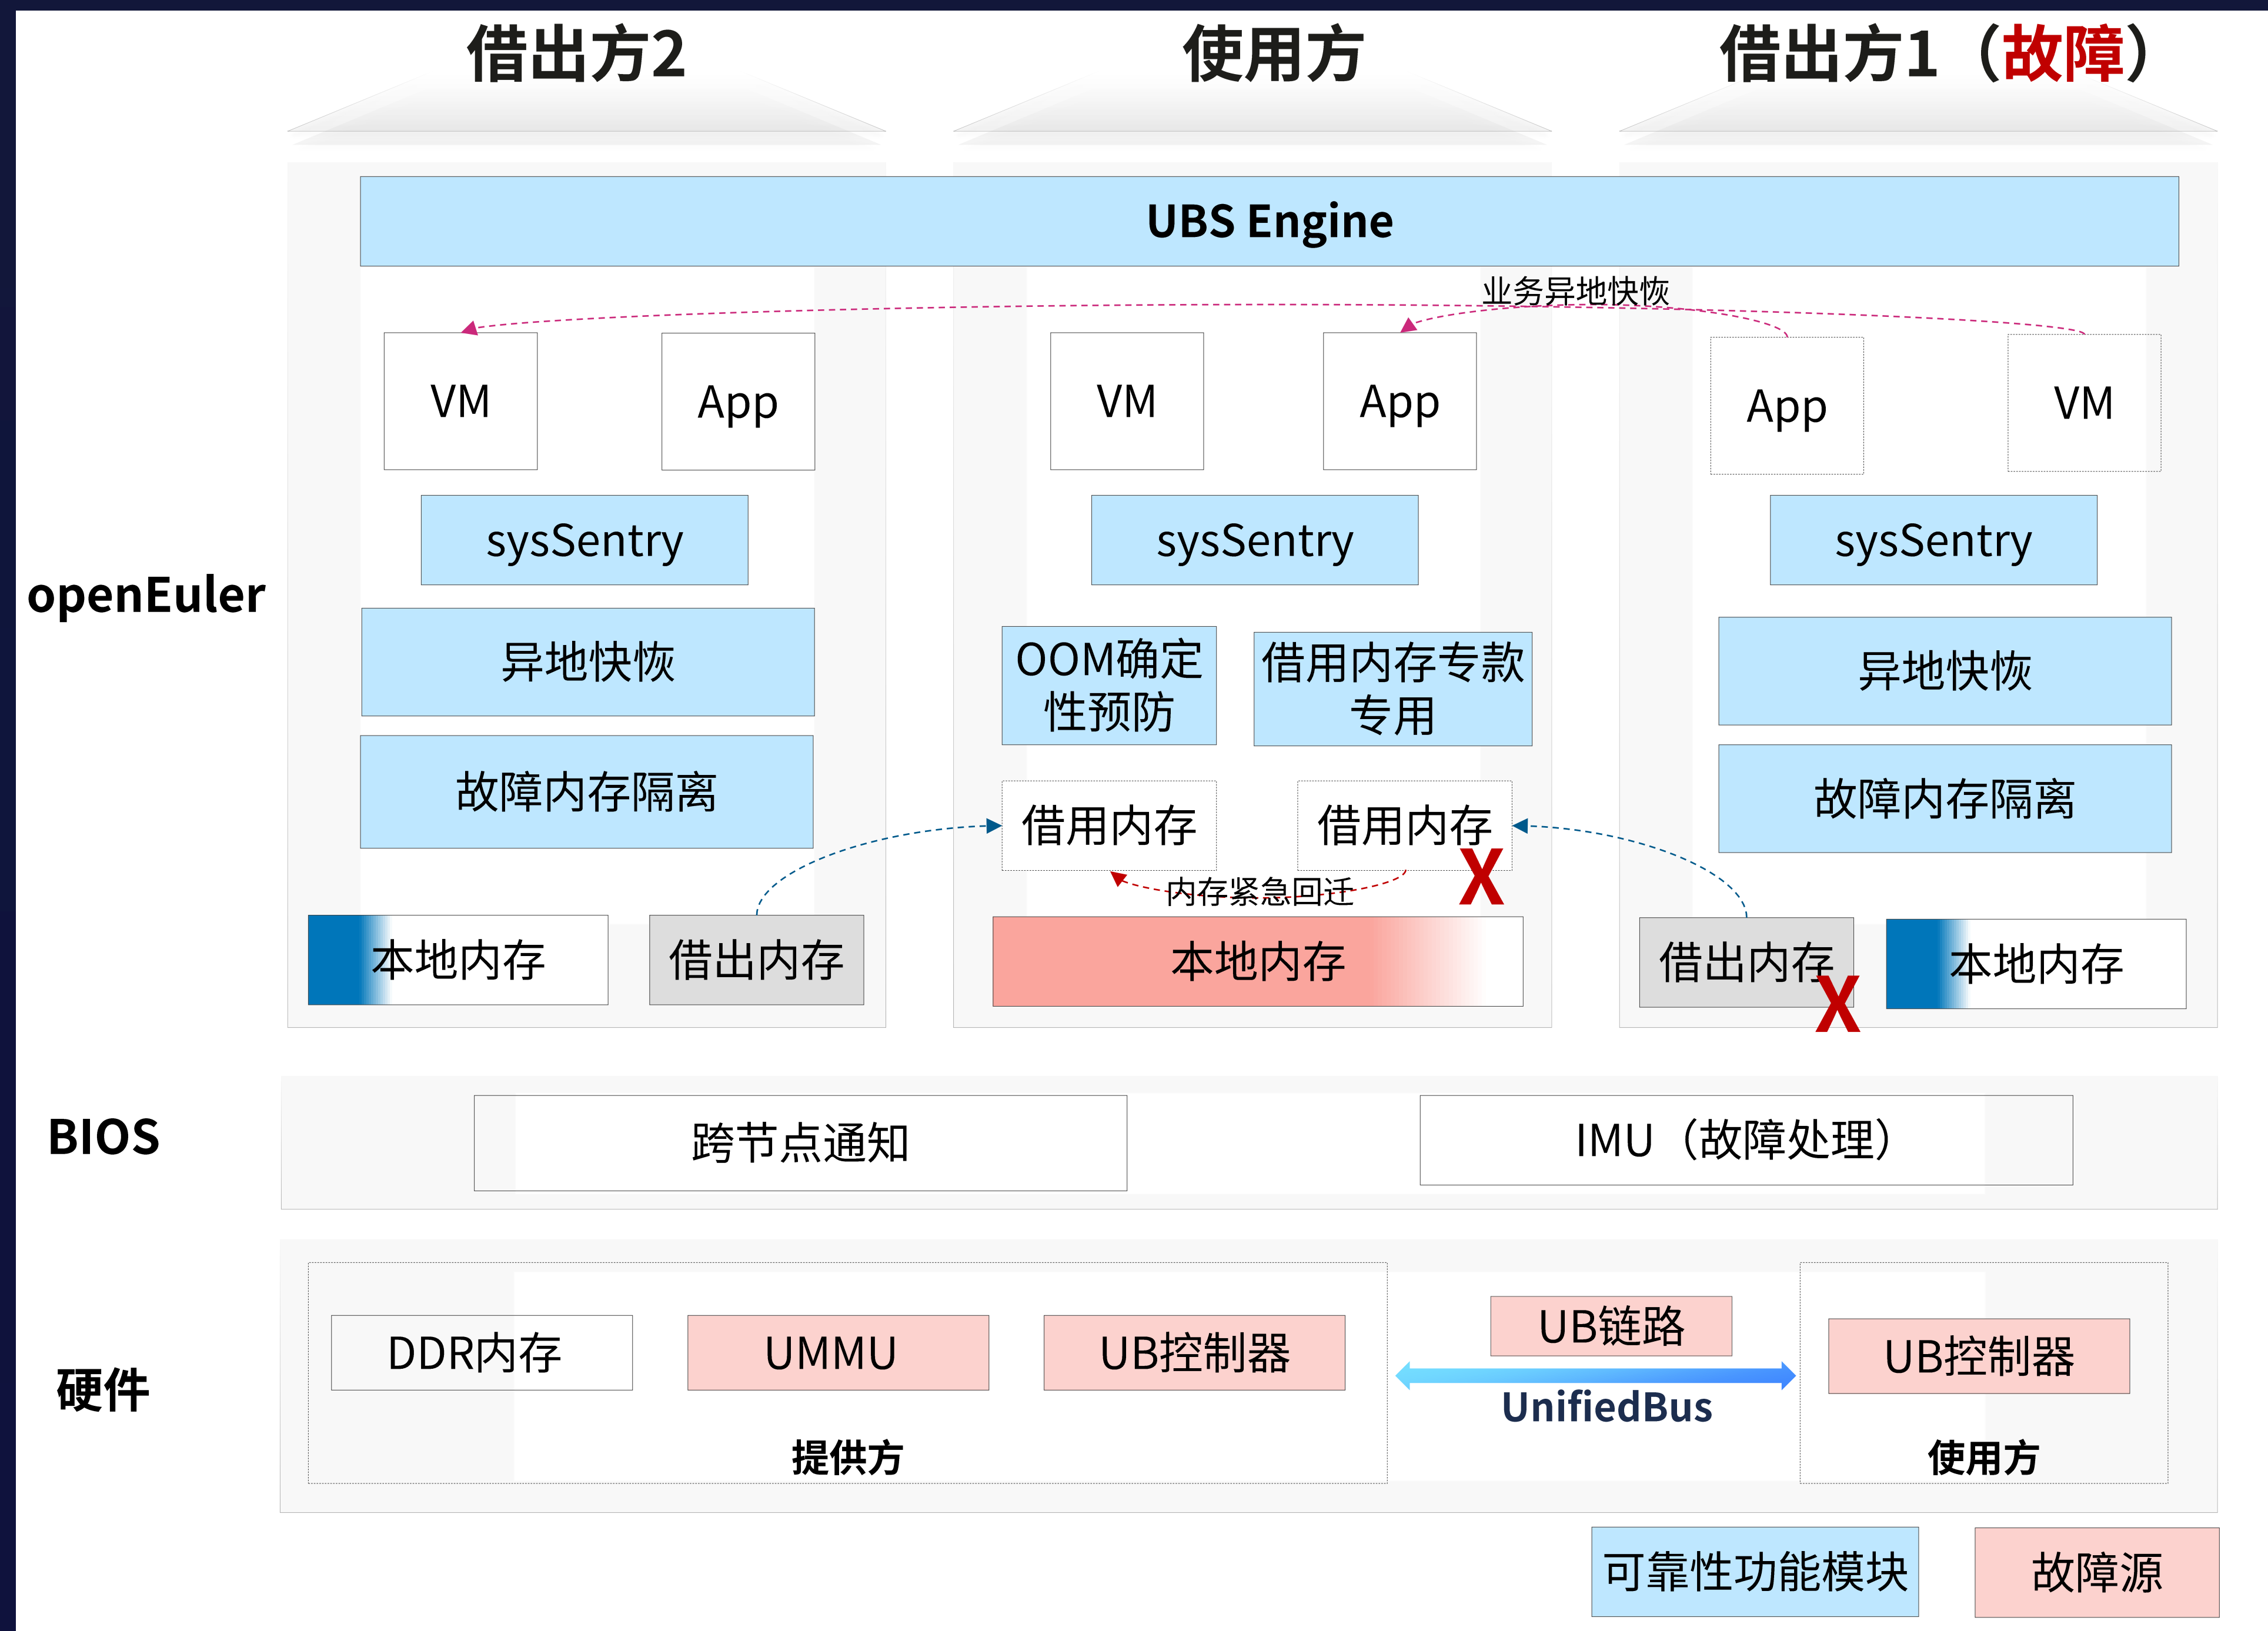 借出方2
使用方
借出方1（故障）
UBS Engine
业务异地快恢
VM
App
VM
App
App
VM
openEuler
sysSentry
sysSentry
sysSentry
异地快恢
OOM确定
性预防
借用内存专款
专用
异地快恢
故障内存隔离
借用内存
借用内存
故障内存隔离
X
内存紧急回迁
本地内存
借出内存
本地内存
借出内存
X
本地内存
BIOS
跨节点通知
IMU（故障处理）
硬件
DDR内存
UMMU
UB控制器
UB链路
UnifiedBus
UB控制器
提供方
使用方
可靠性功能模块
故障源